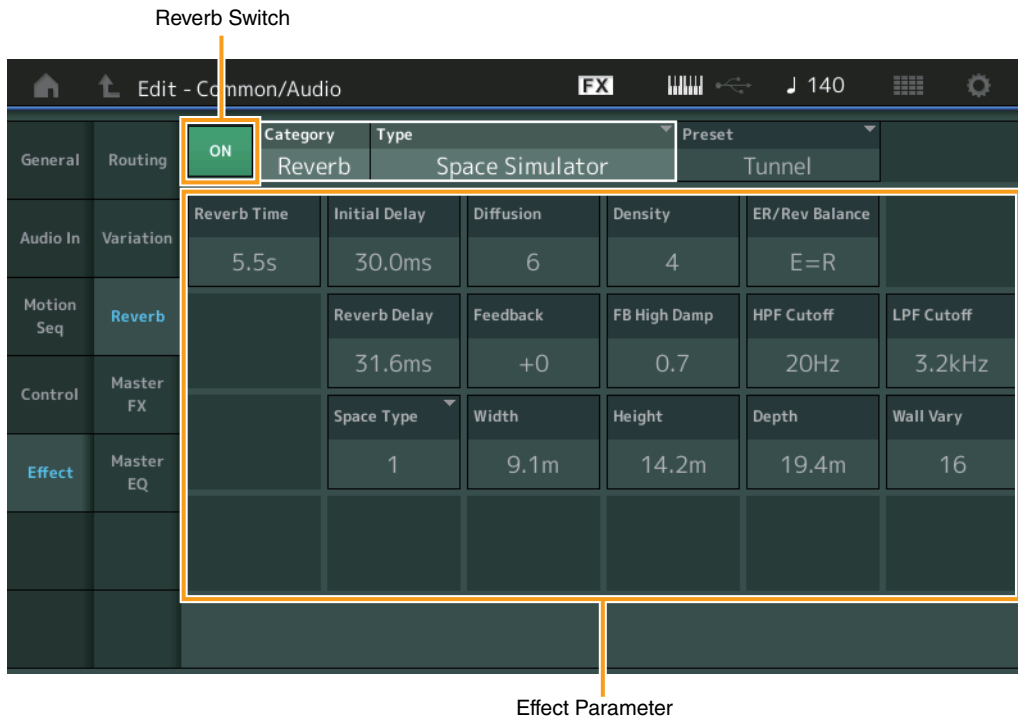 Reverb Switch
Edit - Common/Audio FX ♩ 140
General Routing ON Category Reverb Type Space Simulator Preset Tunnel
Audio In Variation
Motion Seq Reverb
Control Master FX
Effect Master EQ
Reverb Time Initial Delay Diffusion Density ER/Rev Balance
5.5s 30.0ms 6 4 E=R
Reverb Delay Feedback FB High Damp HPF Cutoff LPF Cutoff
31.6ms +0 0.7 20Hz 3.2kHz
Space Type Width Height Depth Wall Vary
1 9.1m 14.2m 19.4m 16
Effect Parameter